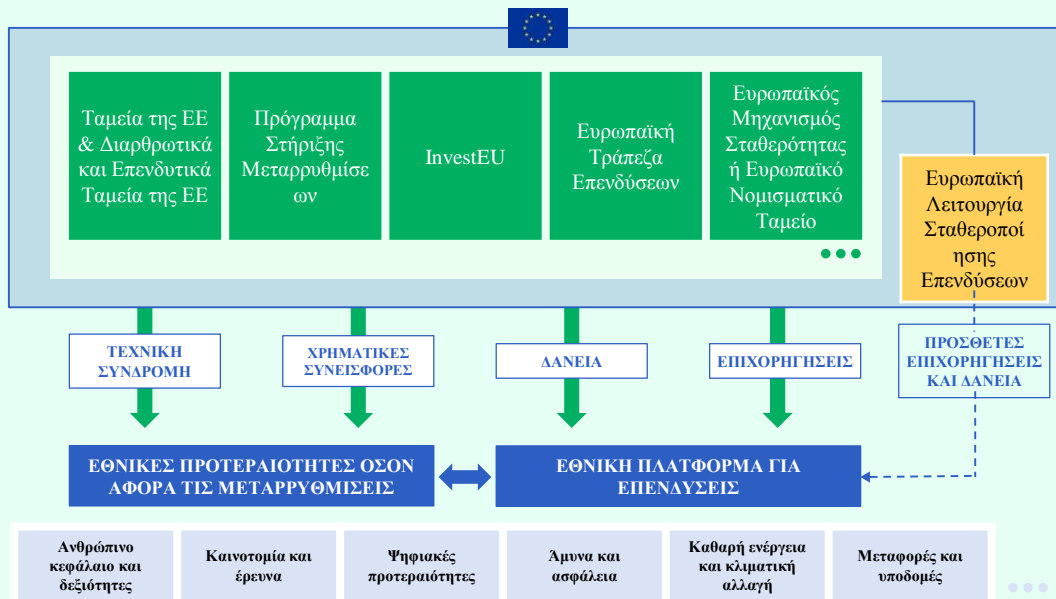 Ταμεία της ΕΕ
& Διαρθρωτικά
και Επενδυτικά
Ταμεία της ΕΕ
Πρόγραμμα
Στήριξης
Μεταρρυθμίσε
ων
InvestEU
Ευρωπαϊκή
Τράπεζα
Επενδύσεων
Ευρωπαϊκός
Μηχανισμός
Σταθερότητας
ή Ευρωπαϊκό
Νομισματικό
Ταμείο
Ευρωπαϊκή
Λειτουργία
Σταθεροποί
ησης
Επενδύσεων
ΤΕΧΝΙΚΗ
ΣΥΝΔΡΟΜΗ
ΧΡΗΜΑΤΙΚΕΣ
ΣΥΝΕΙΣΦΟΡΕΣ
ΔΑΝΕΙΑ
ΕΠΙΧΟΡΗΓΗΣΕΙΣ
ΠΡΟΣΘΕΤΕΣ
ΕΠΙΧΟΡΗΓΗΣΕΙΣ
ΚΑΙ ΔΑΝΕΙΑ
ΕΘΝΙΚΕΣ ΠΡΟΤΕΡΑΙΟΤΗΤΕΣ ΟΣΟΝ
ΑΦΟΡΑ ΤΙΣ ΜΕΤΑΡΡΥΘΜΙΣΕΙΣ
ΕΘΝΙΚΗ ΠΛΑΤΦΟΡΜΑ ΓΙΑ
ΕΠΕΝΔΥΣΕΙΣ
Ανθρώπινο
κεφάλαιο και
δεξιότητες
Καινοτομία και
έρευνα
Ψηφιακές
προτεραιότητες
Άμυνα και
ασφάλεια
Καθαρή ενέργεια
και κλιματική
αλλαγή
Μεταφορές και
υποδομές